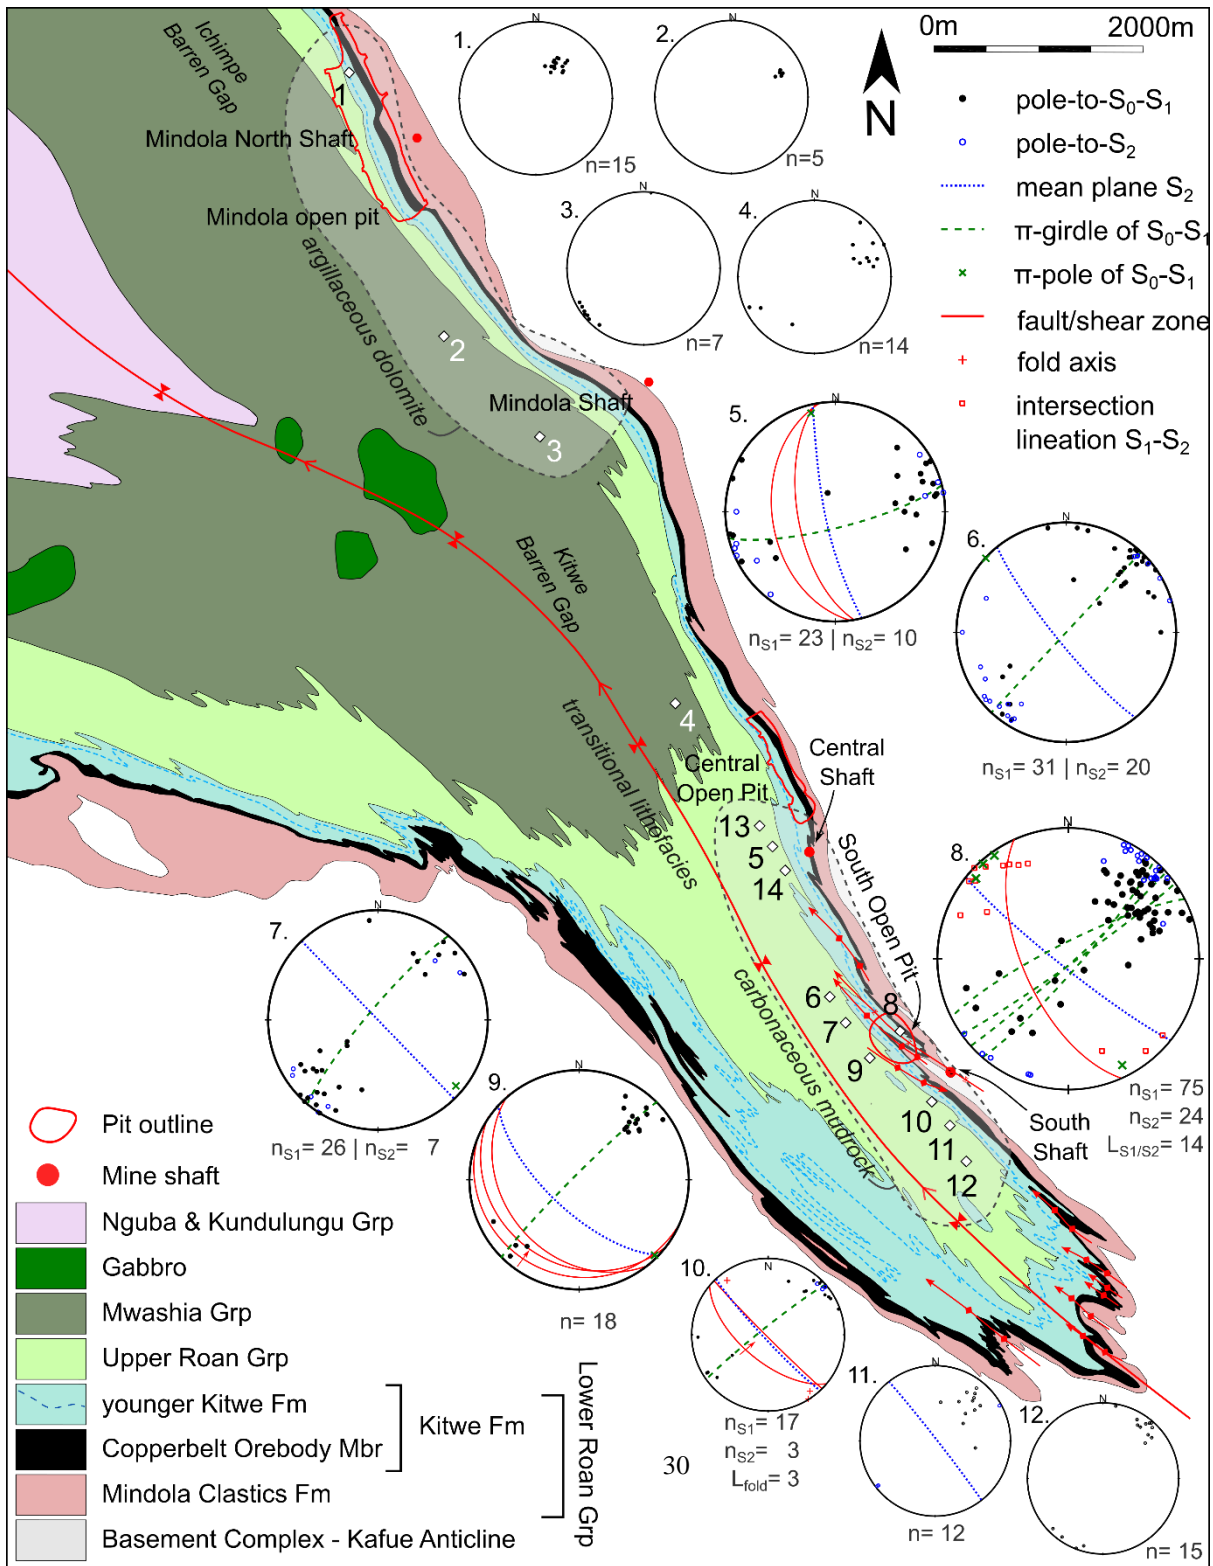 Ichimpe
Barren Gap
1
Mindola North Shaft
Mindola open pit
argillaceous dolomite
2
Mindola Shaft
3
Kitwe
Barren Gap
4
transitional lithofacies
Central
Open Pit
Central
Shaft
13
5
14
South Open Pit
6
7
8
9
carbonaceous mudrock
10
11
12
South
Shaft
0m 2000m
N
pole-to-S₀-S₁
pole-to-S₂
mean plane S₂
π-girdle of S₀-S₁
π-pole of S₀-S₁
fault/shear zone
fold axis
intersection
lineation S₁-S₂
1.
N
n=15
2.
N
n=5
3.
N
n=7
4.
N
n=14
5.
N
nS1= 23 | nS2= 10
6.
N
nS1= 31 | nS2= 20
7.
N
nS1= 26 | nS2= 7
8.
N
nS1= 75
nS2= 24
LS1/S2= 14
9.
N
n= 18
10.
N
nS1= 17
nS2= 3
Lfold= 3
11.
N
n= 12
12.
N
n= 15
30
Pit outline
Mine shaft
Nguba & Kundulungu Grp
Gabbro
Mwashia Grp
Upper Roan Grp
younger Kitwe Fm
Copperbelt Orebody Mbr
Kitwe Fm
Mindola Clastics Fm
Lower Roan Grp
Basement Complex - Kafue Anticline